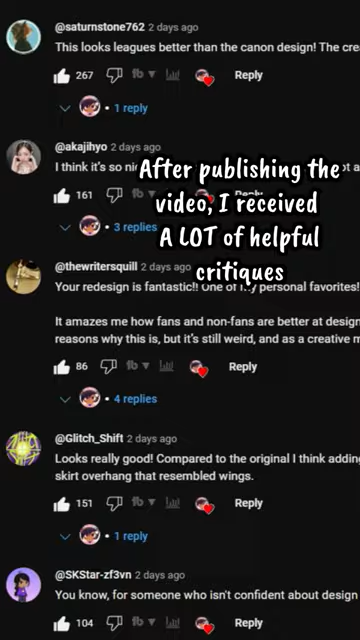 @saturnstone762 2 days ago
This looks leagues better than the canon design! The
267 Reply
1 reply
@akajihyo 2 days ago
I think it's so
After publishing the
161
video, I received
3 replies
A LOT of helpful
@thewritersquill 2 days ago
critiques
Your redesign is fantastic!! One of my personal favorites!
It amazes me how fans and non-fans are better at design
reasons why this is, but it's still weird, and as a creative
86 Reply
4 replies
@Glitch_Shift 2 days ago
Looks really good! Compared to the original I think adding
skirt overhang that resembled wings.
151 Reply
1 reply
@SKStar-zf3vn 2 days ago
You know, for someone who isn't confident about design
104 Reply